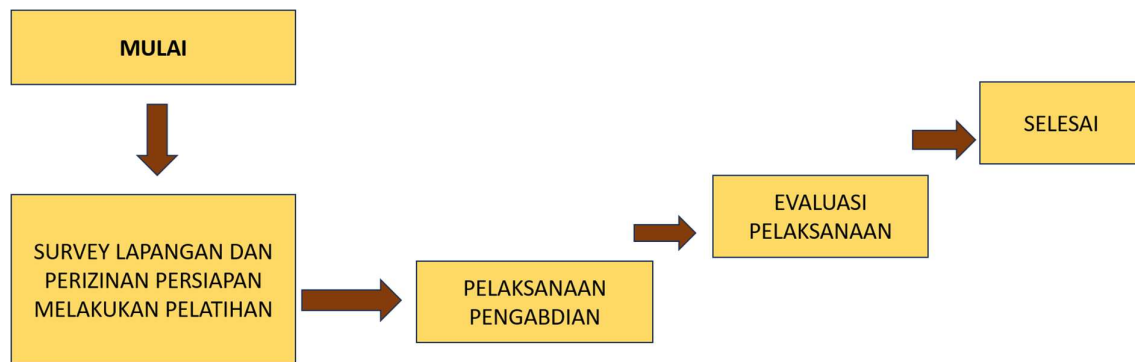 MULAI
SURVEY LAPANGAN DAN
PERIZINAN PERSIAPAN
MELAKUKAN PELATIHAN
PELAKSANAAN
PENGABDIAN
EVALUASI
PELAKSANAAN
SELESAI